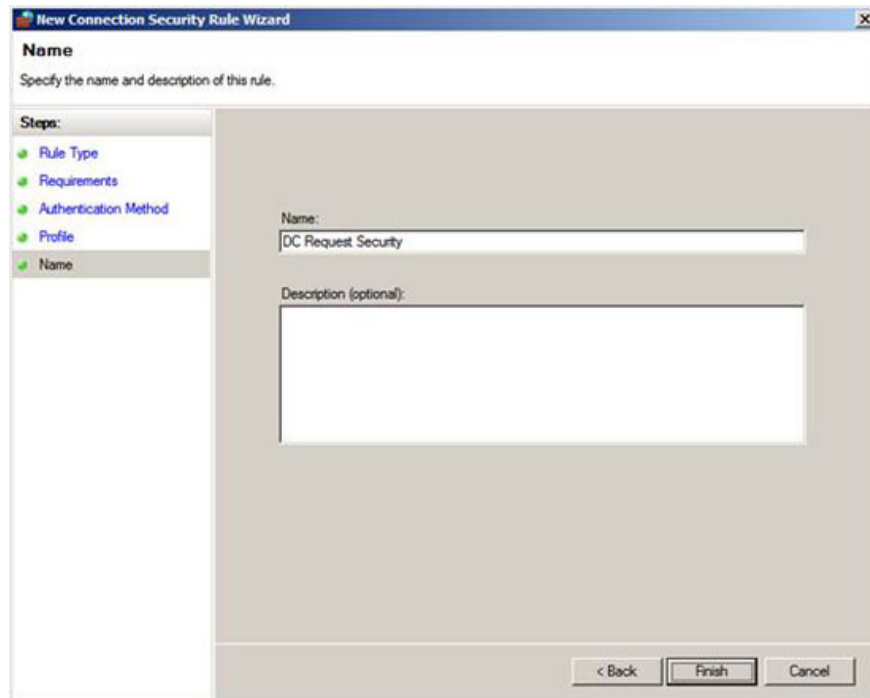 New Connection Security Rule Wizard
Name
Specify the name and description of this rule.
Steps:
Rule Type
Requirements
Authentication Method
Profile
Name
Name:
DC Request Security
Description (optional):
< Back
Finish
Cancel